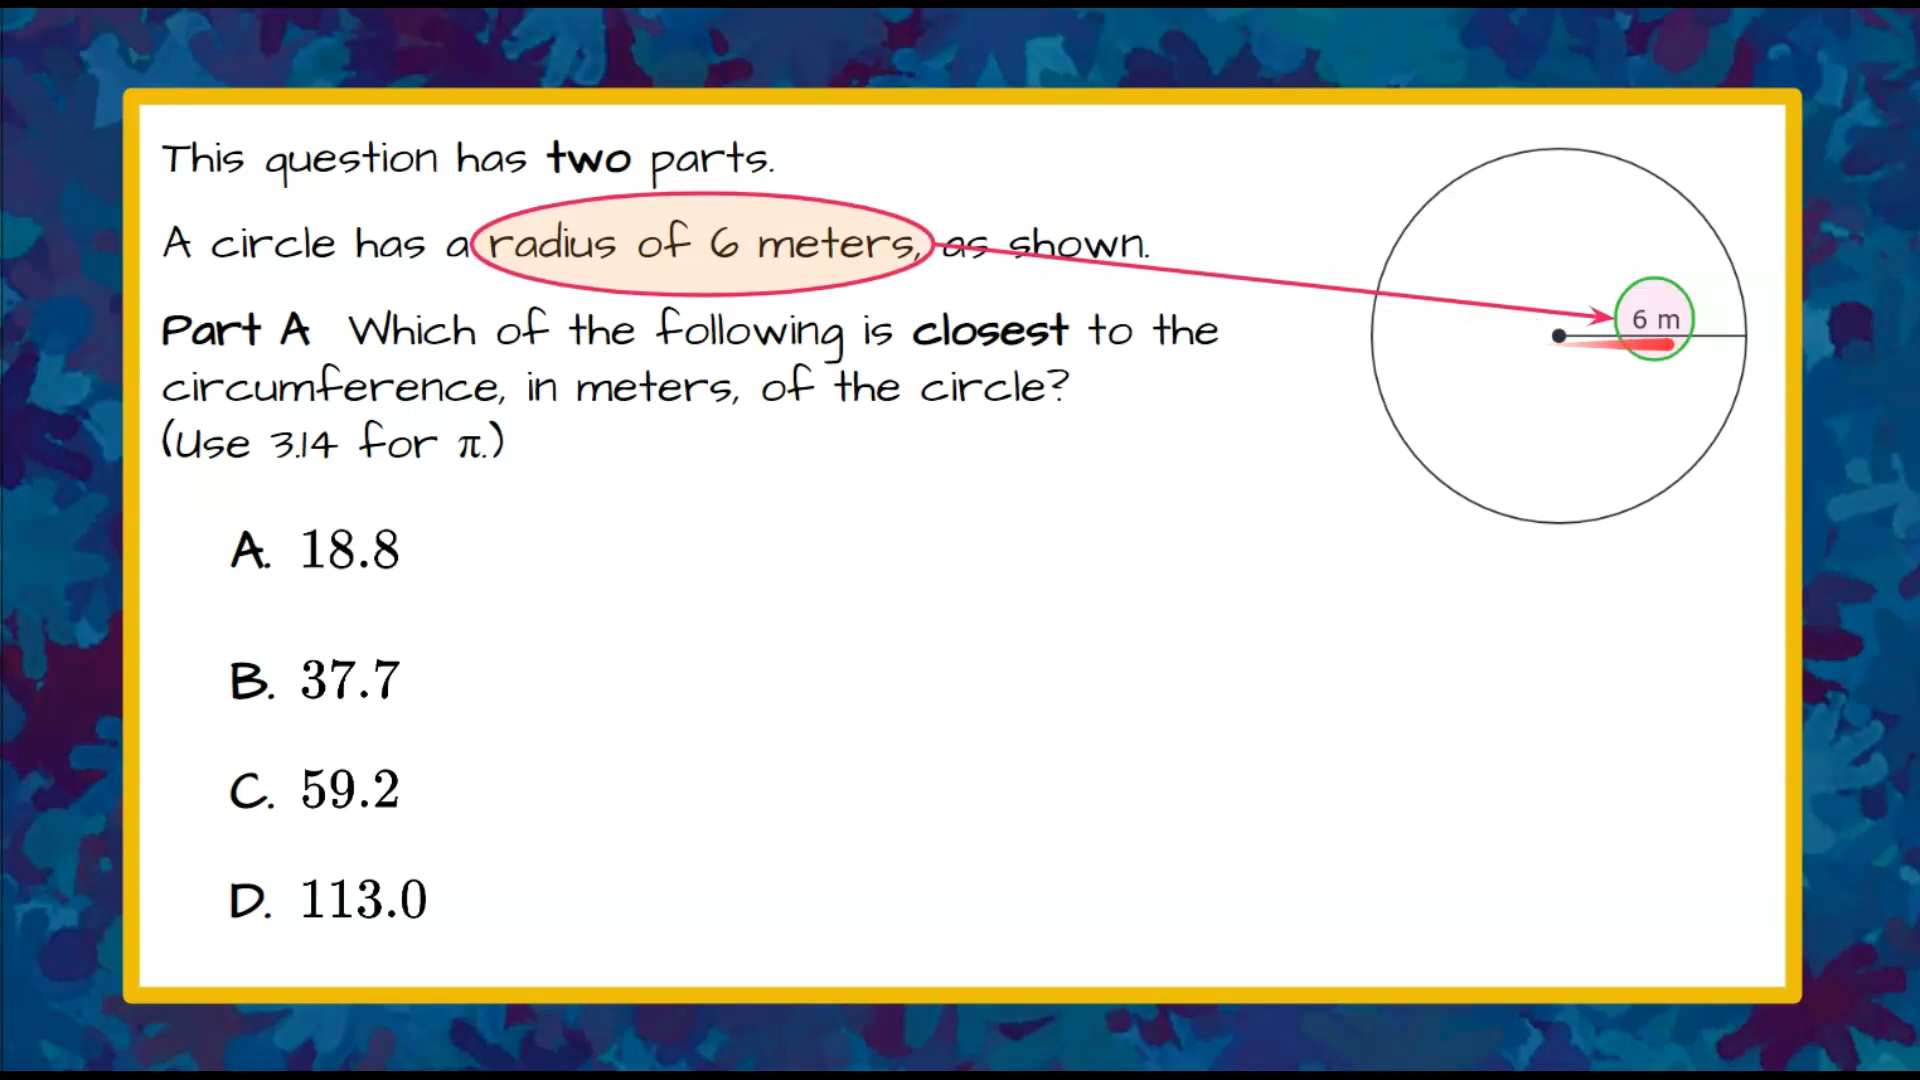 This question has two parts.
A circle has a radius of 6 meters, as shown.
6 m
Part A Which of the following is closest to the
circumference, in meters, of the circle?
(Use 3.14 for π.)
A. 18.8
B. 37.7
C. 59.2
D. 113.0